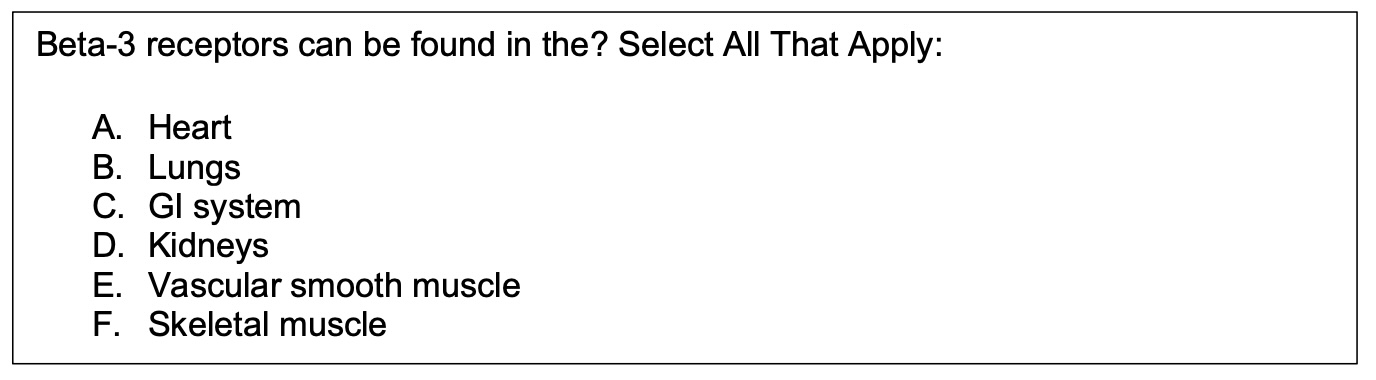 Beta-3 receptors can be found in the? Select All That Apply:
A. Heart
B. Lungs
C. GI system
D. Kidneys
E. Vascular smooth muscle
F. Skeletal muscle